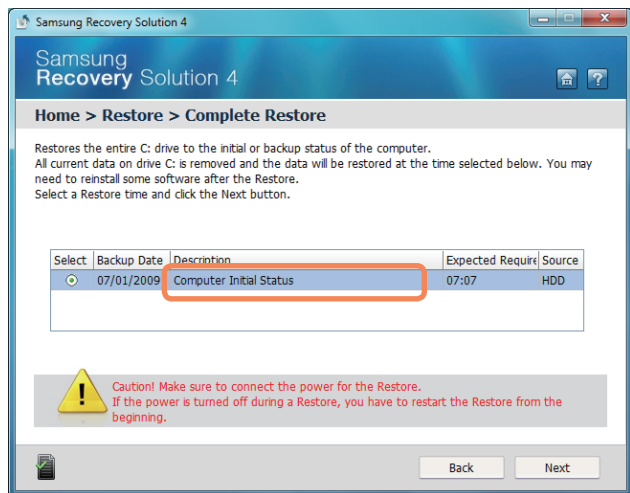 Samsung Recovery Solution 4
Samsung
Recovery Solution 4
Home > Restore > Complete Restore
Restores the entire C: drive to the initial or backup status of the computer.
All current data on drive C: is removed and the data will be restored at the time selected below. You may
need to reinstall some software after the Restore.
Select a Restore time and click the Next button.
Select Backup Date Description Expected Require Source
07/01/2009 Computer Initial Status 07:07 HDD
Caution! Make sure to connect the power for the Restore.
If the power is turned off during a Restore, you have to restart the Restore from the
beginning.
Back Next